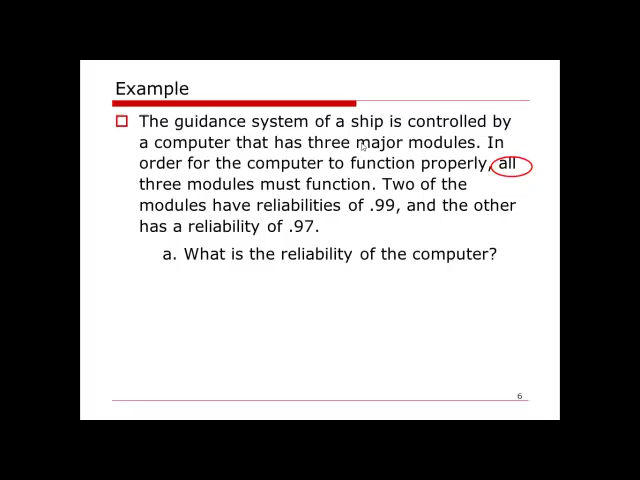 Example
The guidance system of a ship is controlled by
a computer that has three major modules. In
order for the computer to function properly, all
three modules must function. Two of the
modules have reliabilities of .99, and the other
has a reliability of .97.
a. What is the reliability of the computer?
6